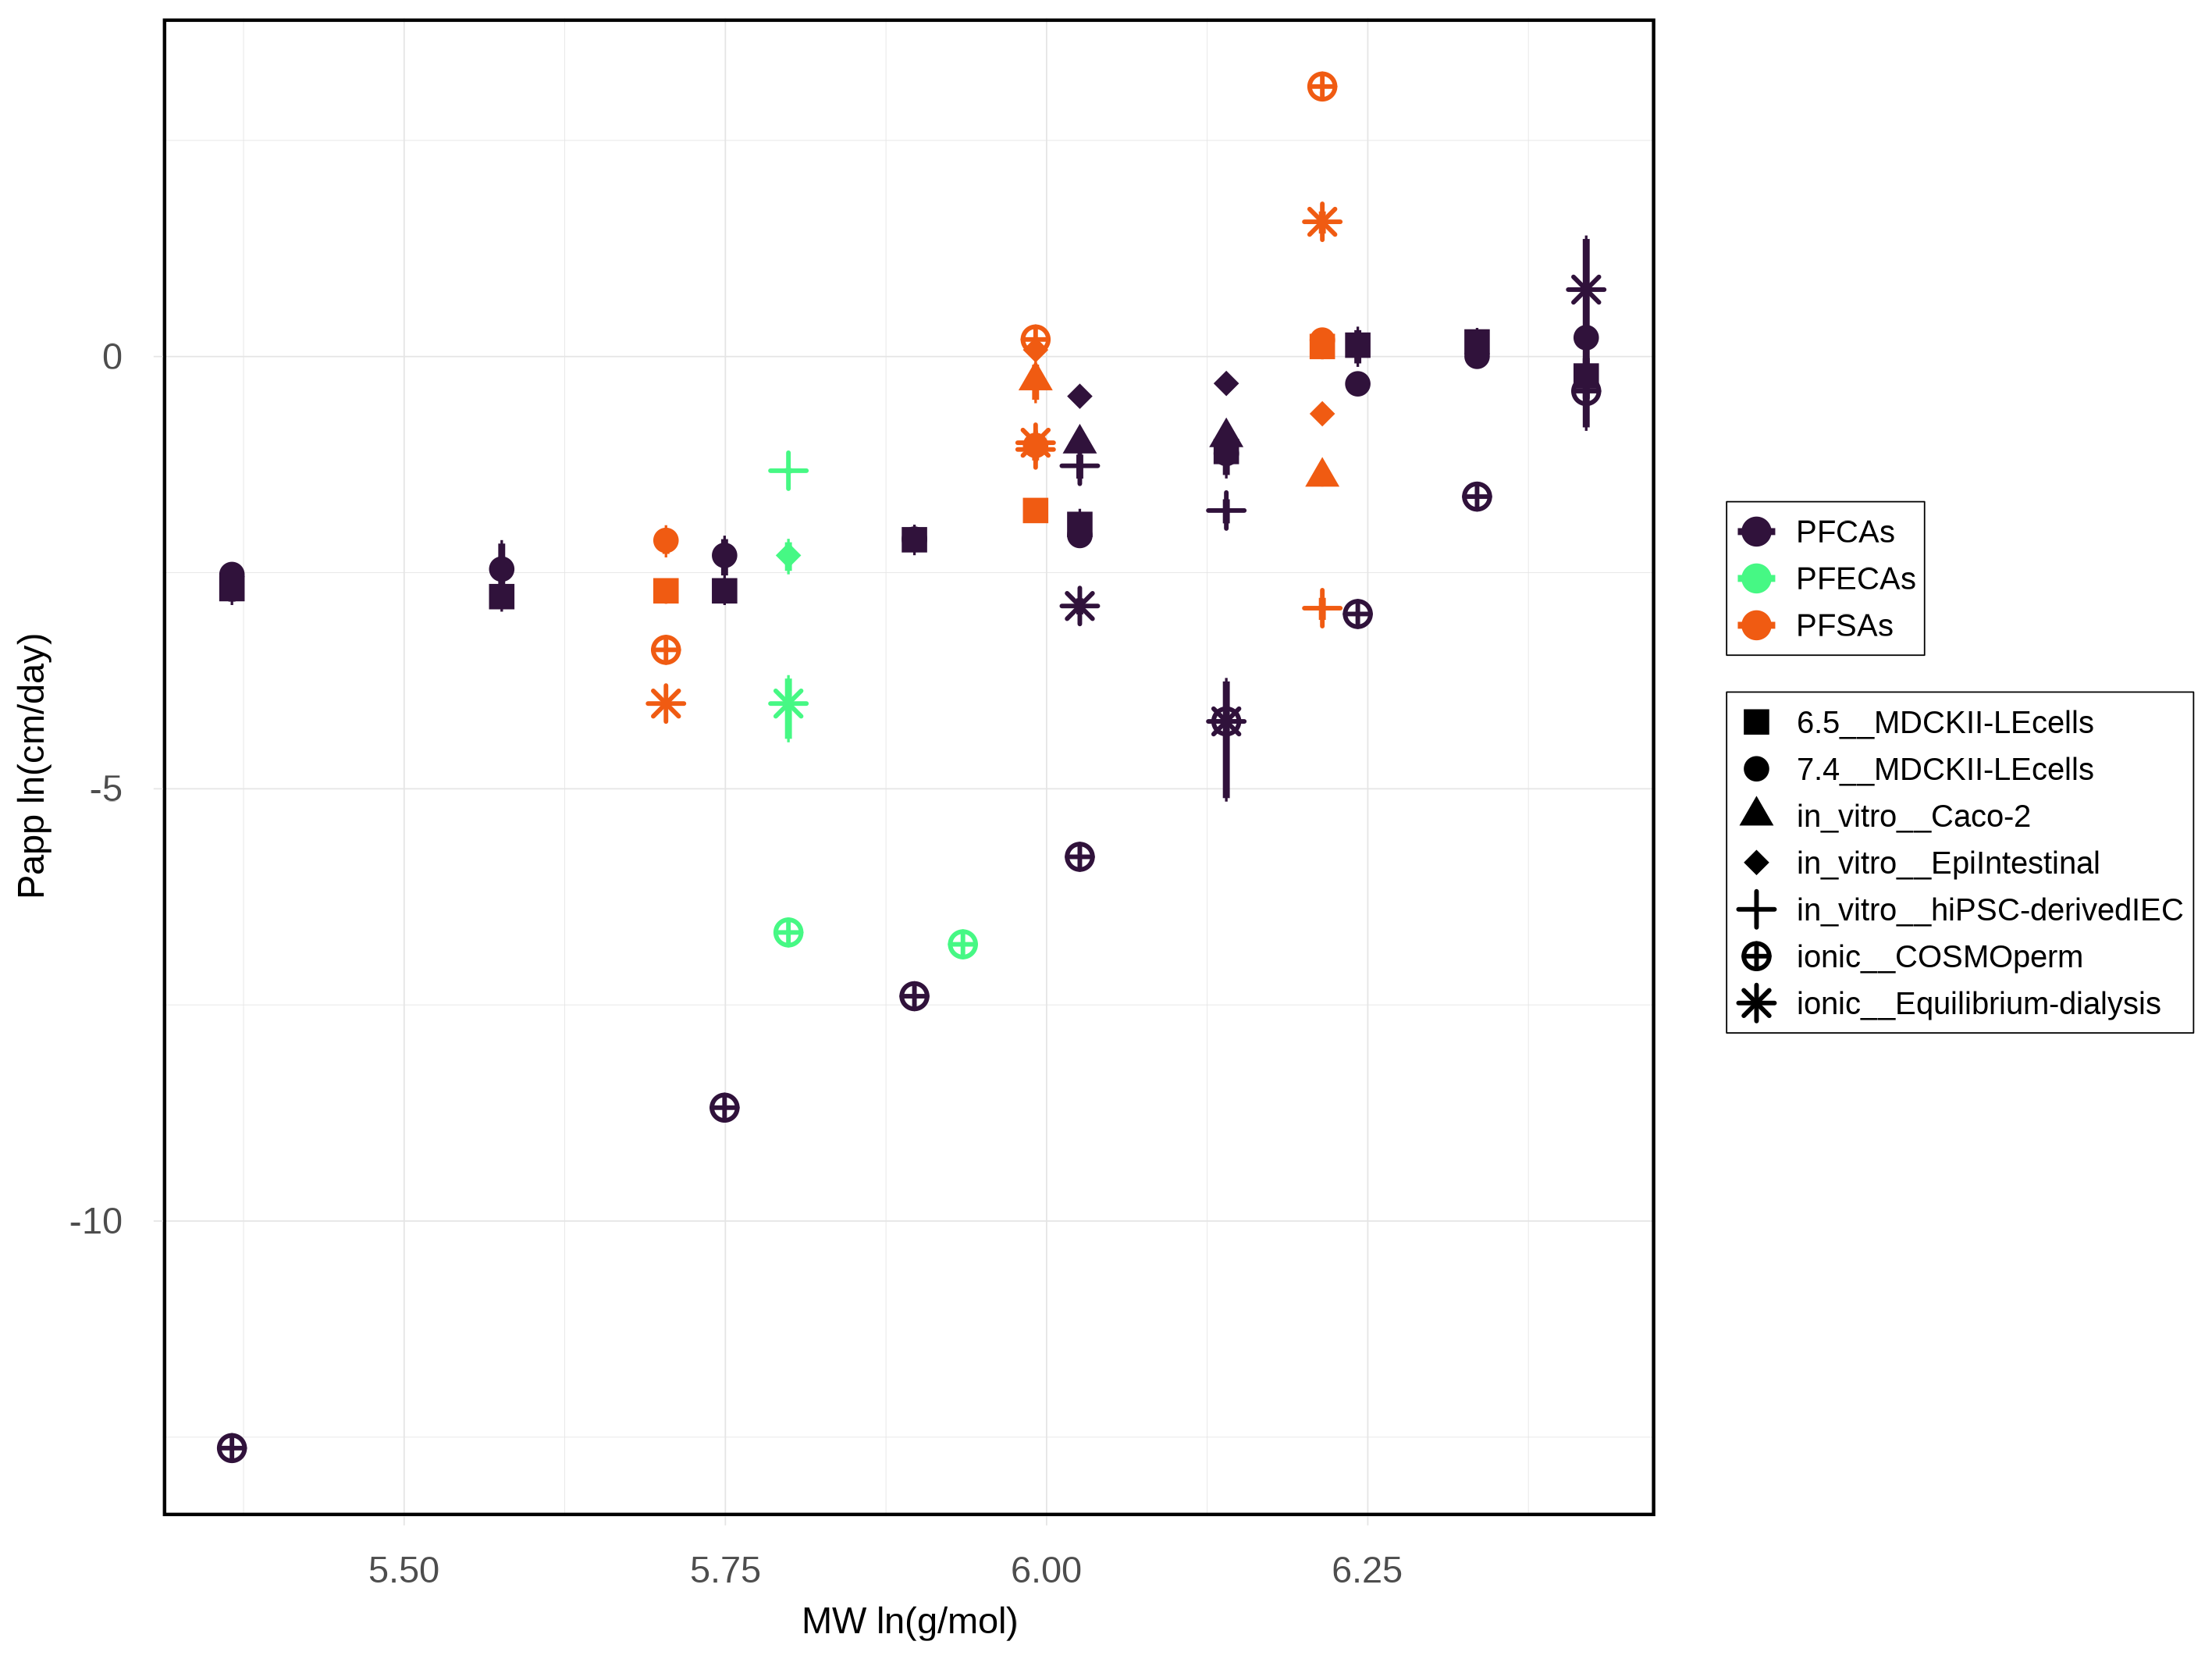 0
-5
-10
Papp ln(cm/day)
5.50
5.75
6.00
6.25
MW ln(g/mol)
PFCAs
PFECAs
PFSAs
6.5__MDCKII-LEcells
7.4__MDCKII-LEcells
in_vitro__Caco-2
in_vitro__EpiIntestinal
in_vitro__hiPSC-derivedIEC
ionic__COSMOperm
ionic__Equilibrium-dialysis